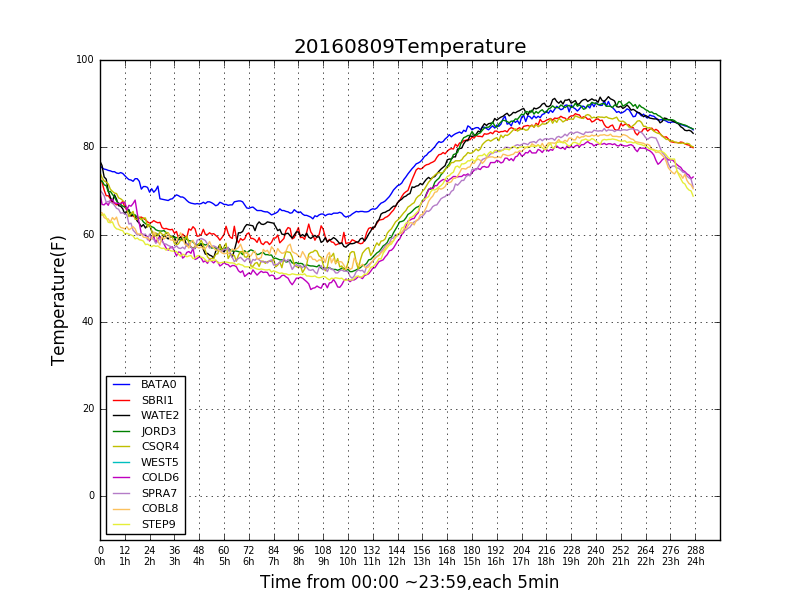 20160809Temperature
100
80
60
40
20
0
Temperature(F)
BATA0
SBRI1
WATE2
JORD3
CSQR4
WEST5
COLD6
SPRA7
COBL8
STEP9
0 12 24 36 48 60 72 84 96 108 120 132 144 156 168 180 192 204 216 228 240 252 264 276 288
0h 1h 2h 3h 4h 5h 6h 7h 8h 9h 10h 11h 12h 13h 14h 15h 16h 17h 18h 19h 20h 21h 22h 23h 24h
Time from 00:00 ~23:59,each 5min